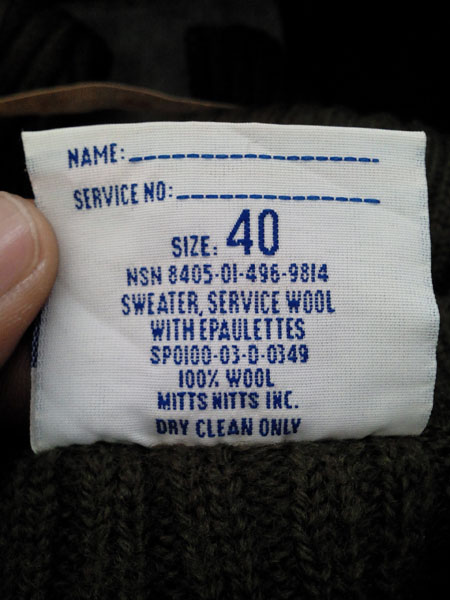 NAME:
SERVICE NO:
SIZE: 40
NSN 8405-01-496-9814
SWEATER, SERVICE WOOL
WITH EPAULETTES
SPO100-03-D-0349
100% WOOL
MITTS NITTS INC.
DRY CLEAN ONLY